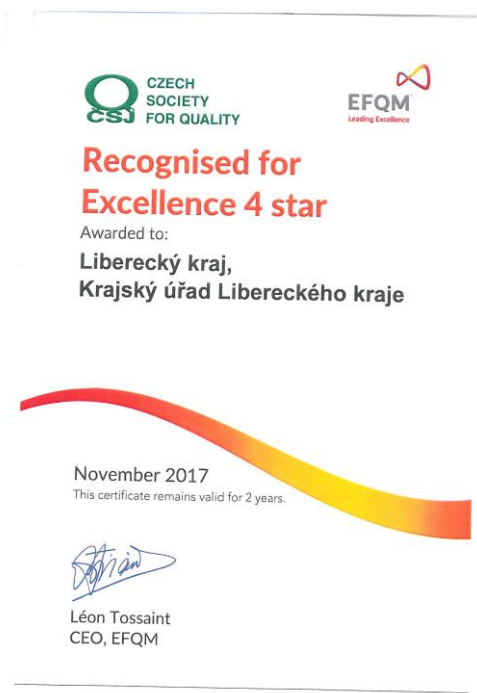 CZECH
SOCIETY
FOR QUALITY
ČSJ
EFQM
Leading Excellence
Recognised for
Excellence 4 star
Awarded to:
Liberecký kraj,
Krajský úřad Libereckého kraje
November 2017
This certificate remains valid for 2 years.
Léon Tossaint
CEO, EFQM